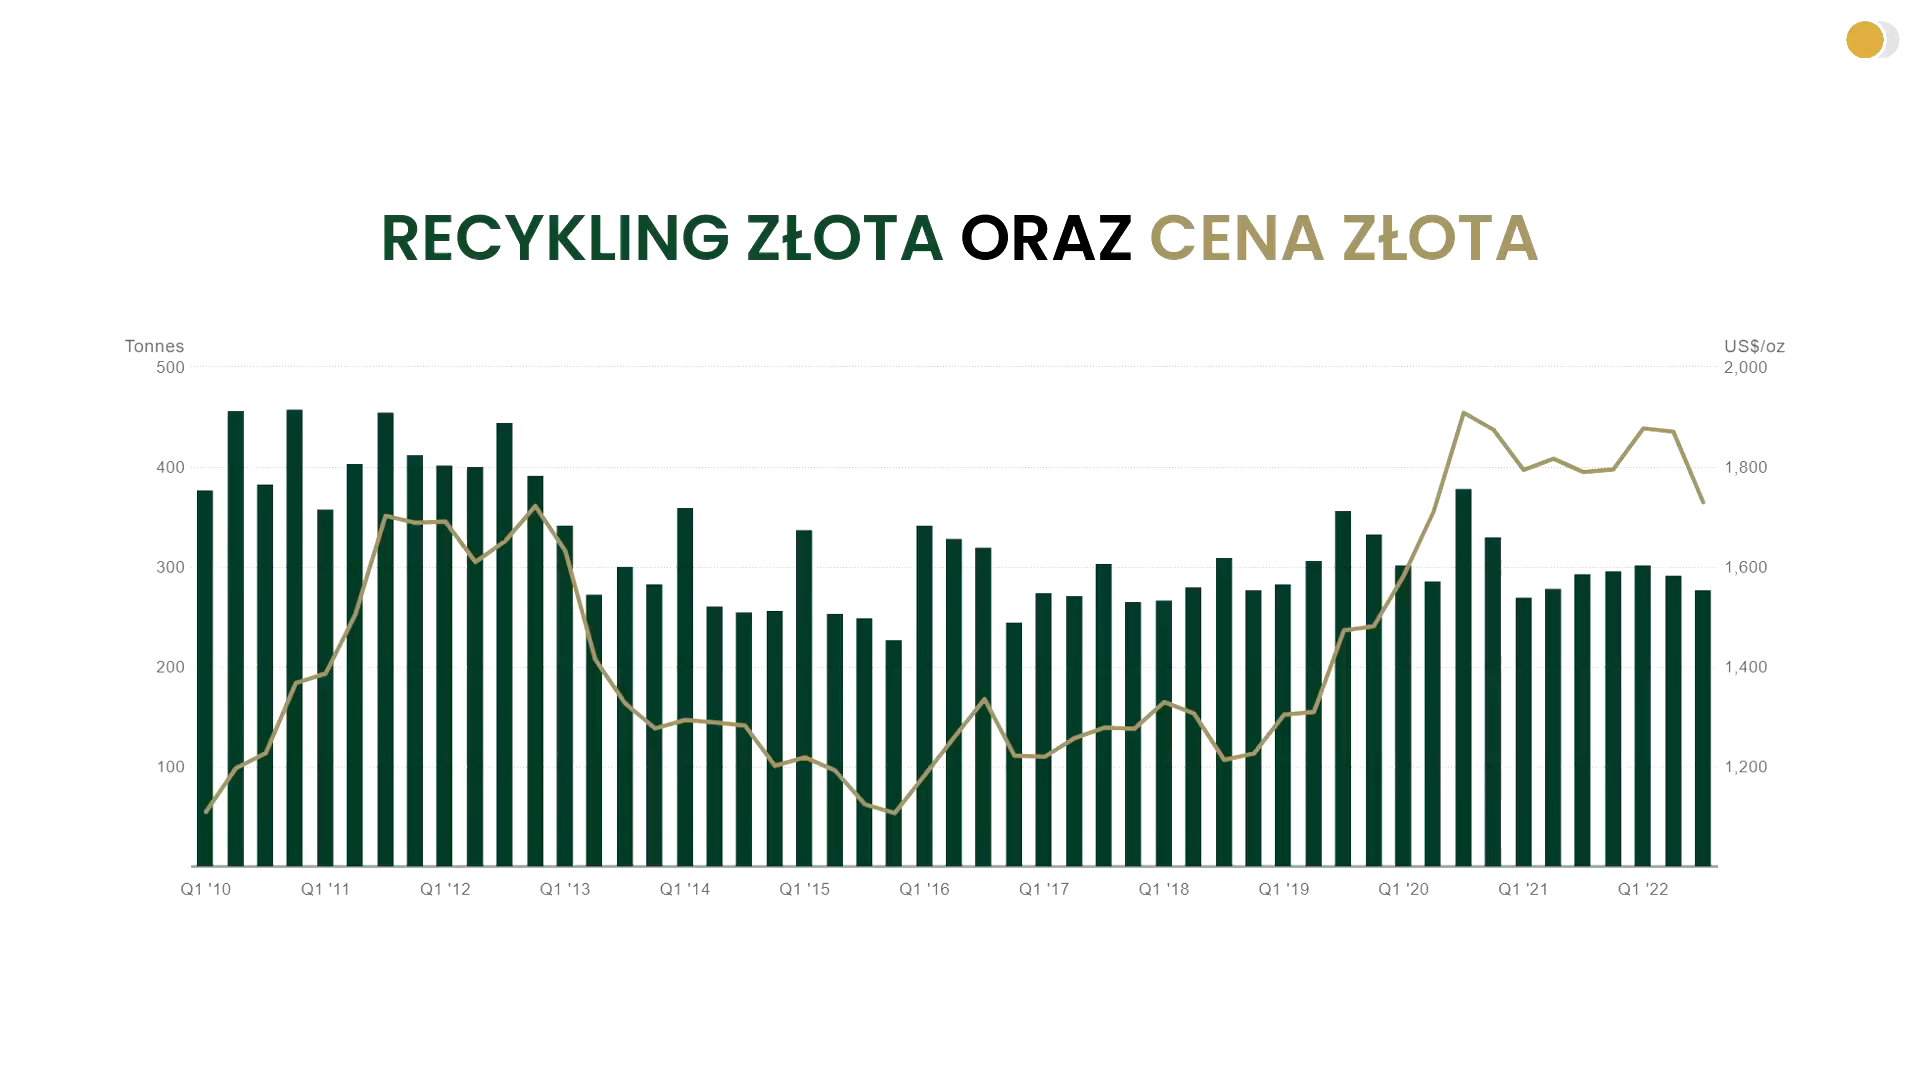 RECYKLING ZŁOTA ORAZ CENA ZŁOTA
Tonnes US$/oz
500 2,000
400 1,800
300 1,600
200 1,400
100 1,200
Q1 '10 Q1 '11 Q1 '12 Q1 '13 Q1 '14 Q1 '15 Q1 '16 Q1 '17 Q1 '18 Q1 '19 Q1 '20 Q1 '21 Q1 '22